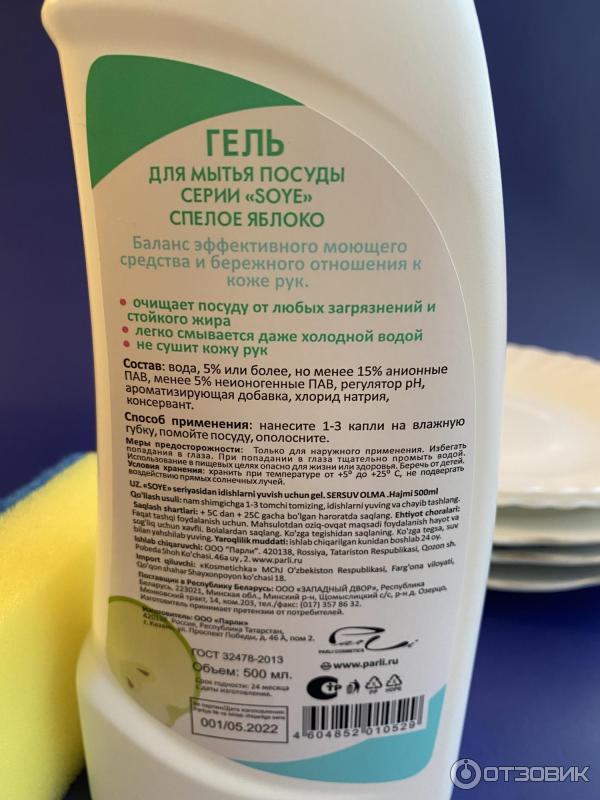 ГЕЛЬ
ДЛЯ МЫТЬЯ ПОСУДЫ
СЕРИИ «SOYE»
СПЕЛОЕ ЯБЛОКО
Баланс эффективного моющего
средства и бережного отношения к
коже рук.
• очищает посуду от любых загрязнений и
стойкого жира
• легко смывается даже холодной водой
• не сушит кожу рук
Состав: вода, 5% или более, но менее 15% анионные
ПАВ, менее 5% неионогенные ПАВ, регулятор pH,
ароматизирующая добавка, хлорид натрия,
консервант.
Способ применения: нанесите 1-3 капли на влажную
губку, помойте посуду, ополосните.
Меры предосторожности: Только для наружного применения. Избегать
попадания в глаза. При попадании в глаза тщательно промыть водой.
Использование в пищевых целях опасно для жизни или здоровья. Беречь от детей.
Условия хранения: хранить при температуре от +5° до +25° С, не подвергать
воздействию прямых солнечных лучей.
UZ. «SOYE» seriyasidan idishlarni yuvish uchun gel. SERSUV OLMA .Hajmi 500ml
Qo'llash usuli: nam shimgichga 1-3 tomchi tomizing, idishlarni yuving va chayib tashlang.
Saqlash shartlari: + 5C dan + 25C gacha bo'lgan haroratda saqlang. Ehtiyot choralari:
Faqat tashqi foydalanish uchun. Mahsulotdan oziq-ovqat maqsadi foydalanish hayot va
sog'liq uchun xavfli. Bolalardan saqlang. Ko'zga tegishidan saqlaning. Ko'zga tegsa, suv
bilan yahshilab yuving. Yaroqlilik muddati: ishlab chiqarilgan kunidan boshlab 24 oy.
Ishlab chiqaruvchi: ООО "Парли". 420138, Rossiya, Tatariston Respublikasi, Qozon sh.
Pobeda Shoh Ko'chasi. 46a uy., 2. www.parli.ru
Import qiluvchi: «Kosmetichka» MChJ O'zbekiston Respublikasi, Farg'ona viloyati,
Qo'qon shahar Shayxonpoyon ko'chasi 18.
Поставщик в Республику Беларусь: ООО "ЗАПАДНЫЙ ДВОР", Республика
Беларусь, 223021, Минская обл., Минский р-н, Щомыслицкий с/с, р-н д. Озерцо,
Менковский тракт, 14, ком.203, тел./факс: (017) 357 86 32.
Изготовитель принимает претензии от потребителей.
Изготовитель: ООО «Парли»
420138, Россия, Республика Татарстан,
г. Казань, ул. Проспект Победы, д. 46 А, пом 2.
PARLI COSMETICS
www.parli.ru
ГОСТ 32478-2013
Объем: 500 мл.
Срок годности: 24 месяца
с даты изготовления.
СТР
PP
HDPE
№ партии/Дата изготовления:
001/05.2022
4 604852 010529
ОТЗОВИК